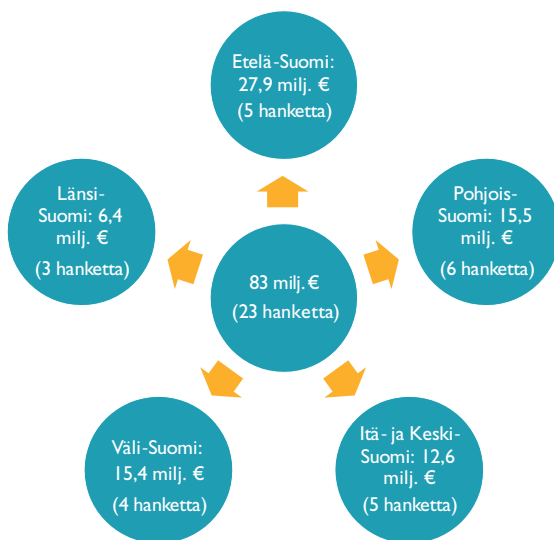 Etelä-Suomi:
27,9 milj. €
(5 hanketta)
Länsi-
Suomi: 6,4
milj. €
(3 hanketta)
Pohjois-
Suomi: 15,5
milj. €
(6 hanketta)
83 milj. €
(23 hanketta)
Väli-Suomi:
15,4 milj. €
(4 hanketta)
Itä- ja Keski-
Suomi: 12,6
milj. €
(5 hanketta)